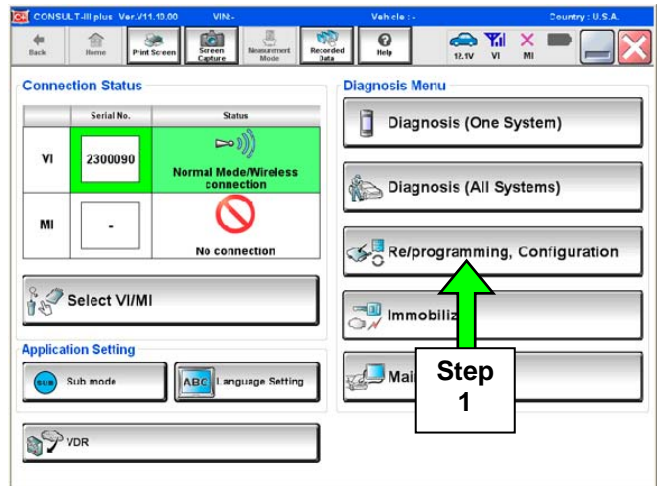 CONSULT-III plus Ver.V11.10.00 VIN:- Vehicle : - Country : U.S.A.
Back Home Print Screen Screen Capture Measurement Mode Recorded Data Help 12.1V VI MI
Connection Status
Serial No. Status
VI 2300090 Normal Mode/Wireless connection
MI - No connection
Select VI/MI
Application Setting
SUB Sub mode ABC Language Setting
VDR
Diagnosis Menu
Diagnosis (One System)
Diagnosis (All Systems)
Re/programming, Configuration
Immobiliz
Mai
Step
1